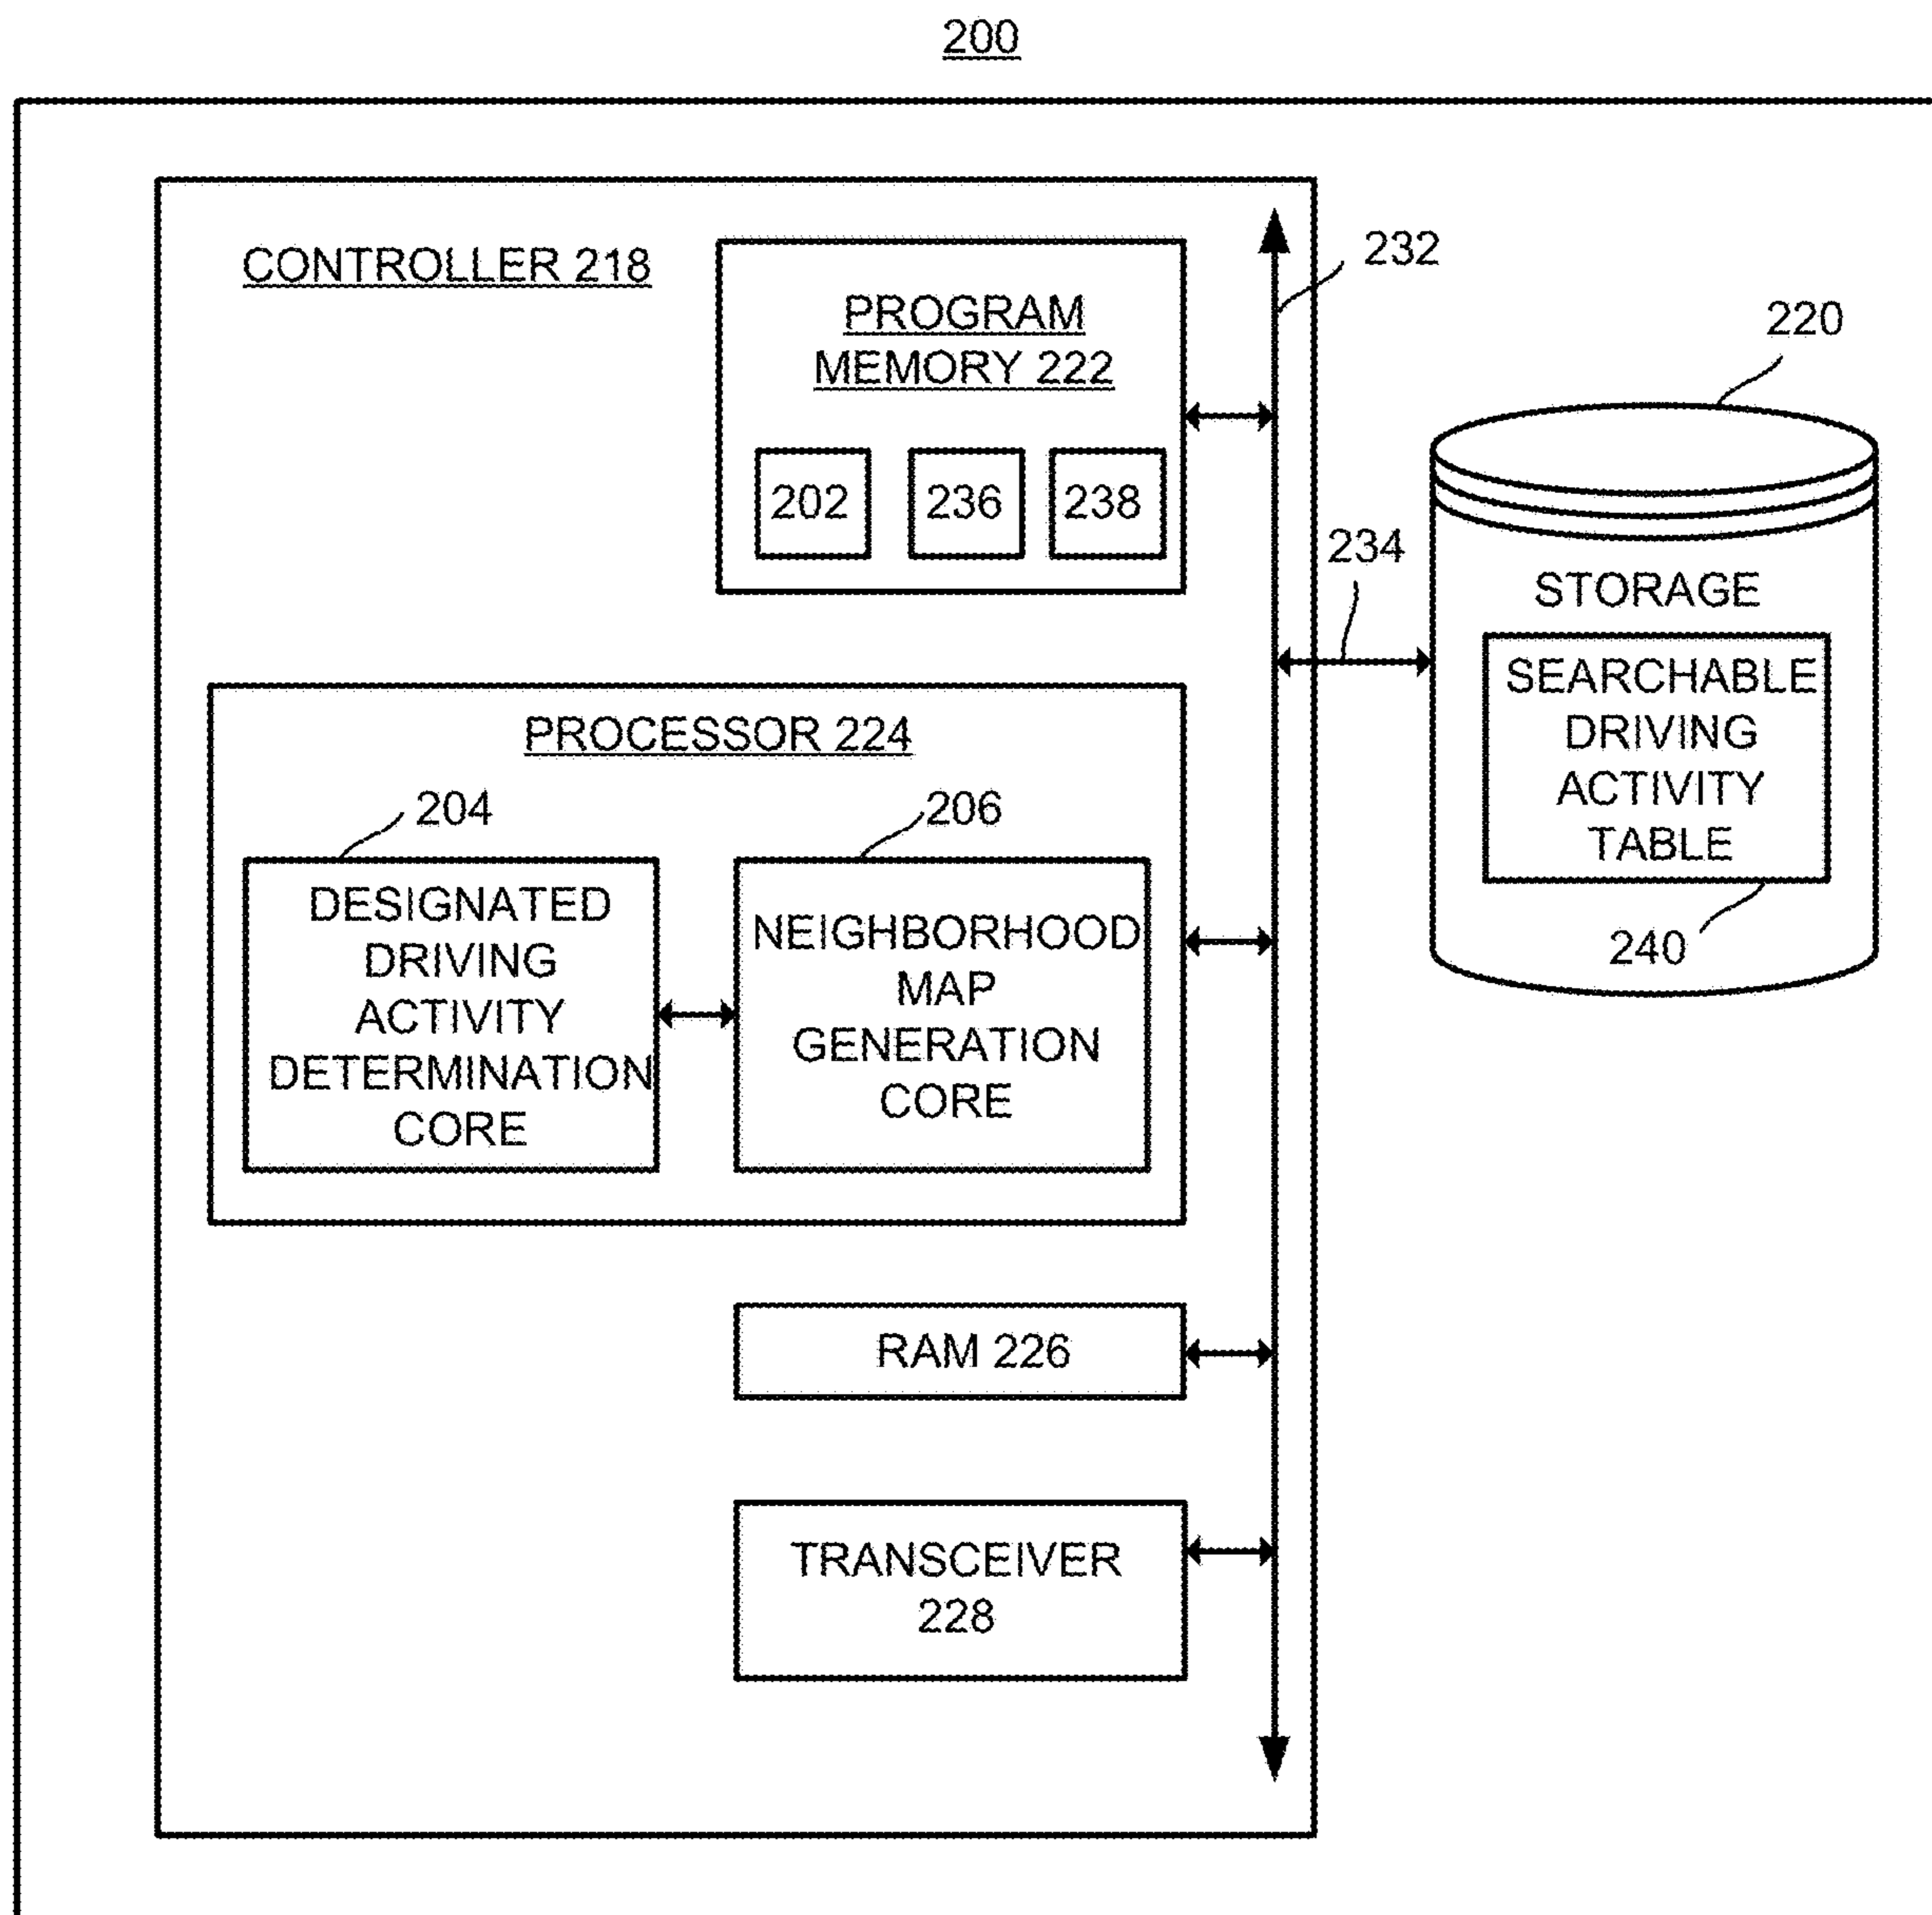 200
CONTROLLER 218
PROGRAM
MEMORY 222
202 236 238
232
220
234
STORAGE
SEARCHABLE
DRIVING
ACTIVITY
TABLE
240
PROCESSOR 224
204
206
DESIGNATED
DRIVING
ACTIVITY
DETERMINATION
CORE
NEIGHBORHOOD
MAP
GENERATION
CORE
RAM 226
TRANSCEIVER
228